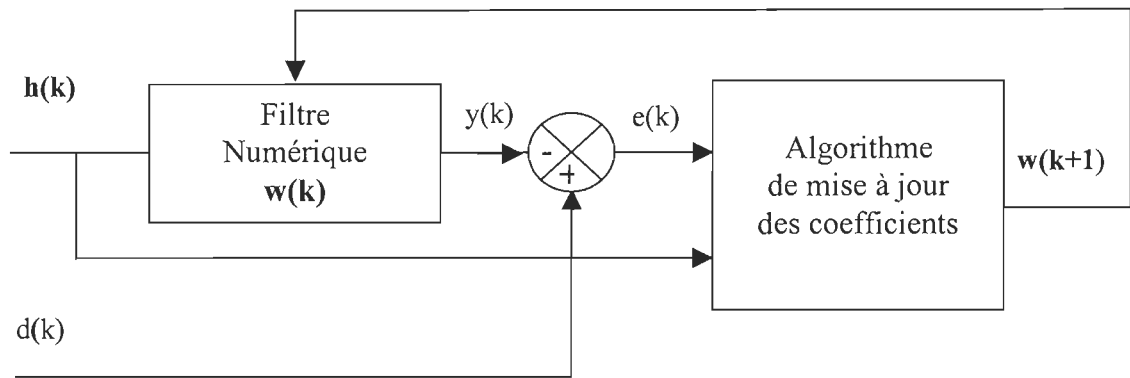 h(k)
Filtre
Numérique
w(k)
y(k)
-
+
e(k)
Algorithme
de mise à jour
des coefficients
w(k+1)
d(k)